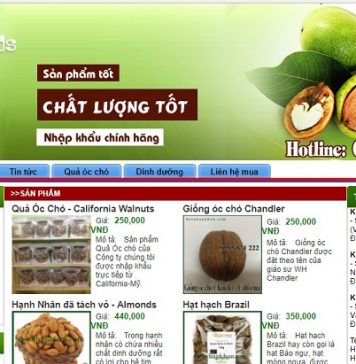 Sản phẩm tốt
CHẤT LƯỢNG TỐT
Nhập khẩu chính hãng
Hotline:
Tin tức
Quả óc chó
Dinh dưỡng
Liên hệ mua
>>SẢN PHẨM
Quả Óc Chó - California Walnuts
Giá: 250,000
VNĐ
Mô tả: Sản phẩm
Quả Óc chó của
Công ty chúng tôi
được nhập khẩu
trực tiếp từ
California-Mỹ.
Giống óc chó Chandler
Giá: 250,000
VNĐ
Mô tả: Giống óc
chó Chandler được
đặt theo tên của
giáo sư WH
Chandler
Hạnh Nhân đã tách vỏ - Almonds
Giá: 440,000
VNĐ
Mô tả: Trong hạnh
nhân có chứa nhiều
chất dinh dưỡng rất
có lợi cho hệ tim
Hạt hạch Brazil
Giá: 350,000
VNĐ
Mô tả: Hạt hạch
Brazil hay còn gọi là
hạt Bào ngư, hạt
móng ngựa, được